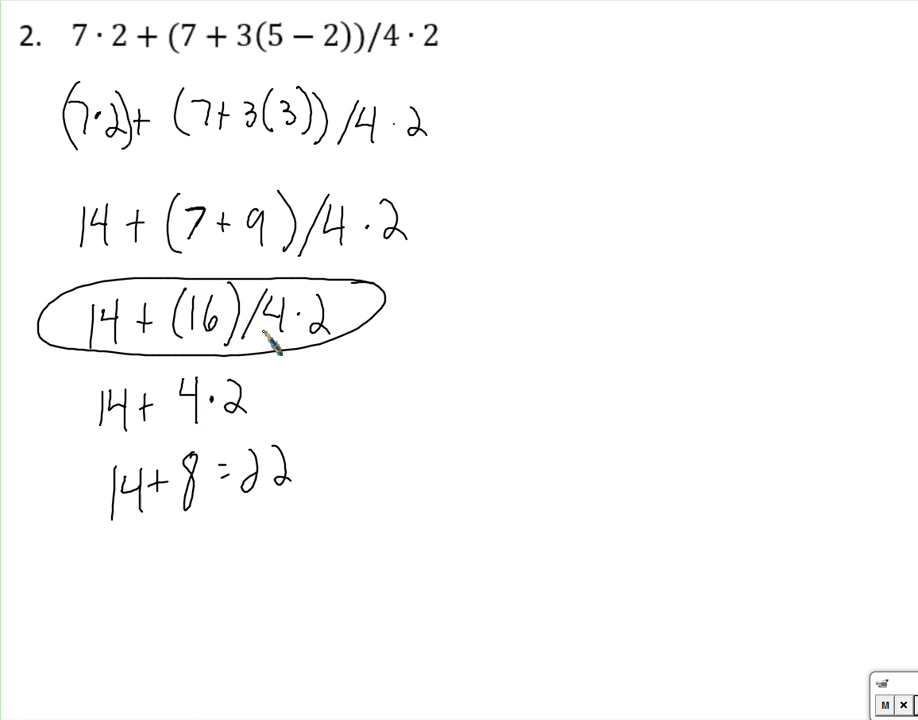 2. 7 · 2 + (7 + 3(5 − 2))/4 · 2
(7·2)+ (7+3(3))/4 · 2
14 + (7+9)/4 · 2
14 + (16)/4 · 2
14 + 4 · 2
14 + 8 = 22
M ×